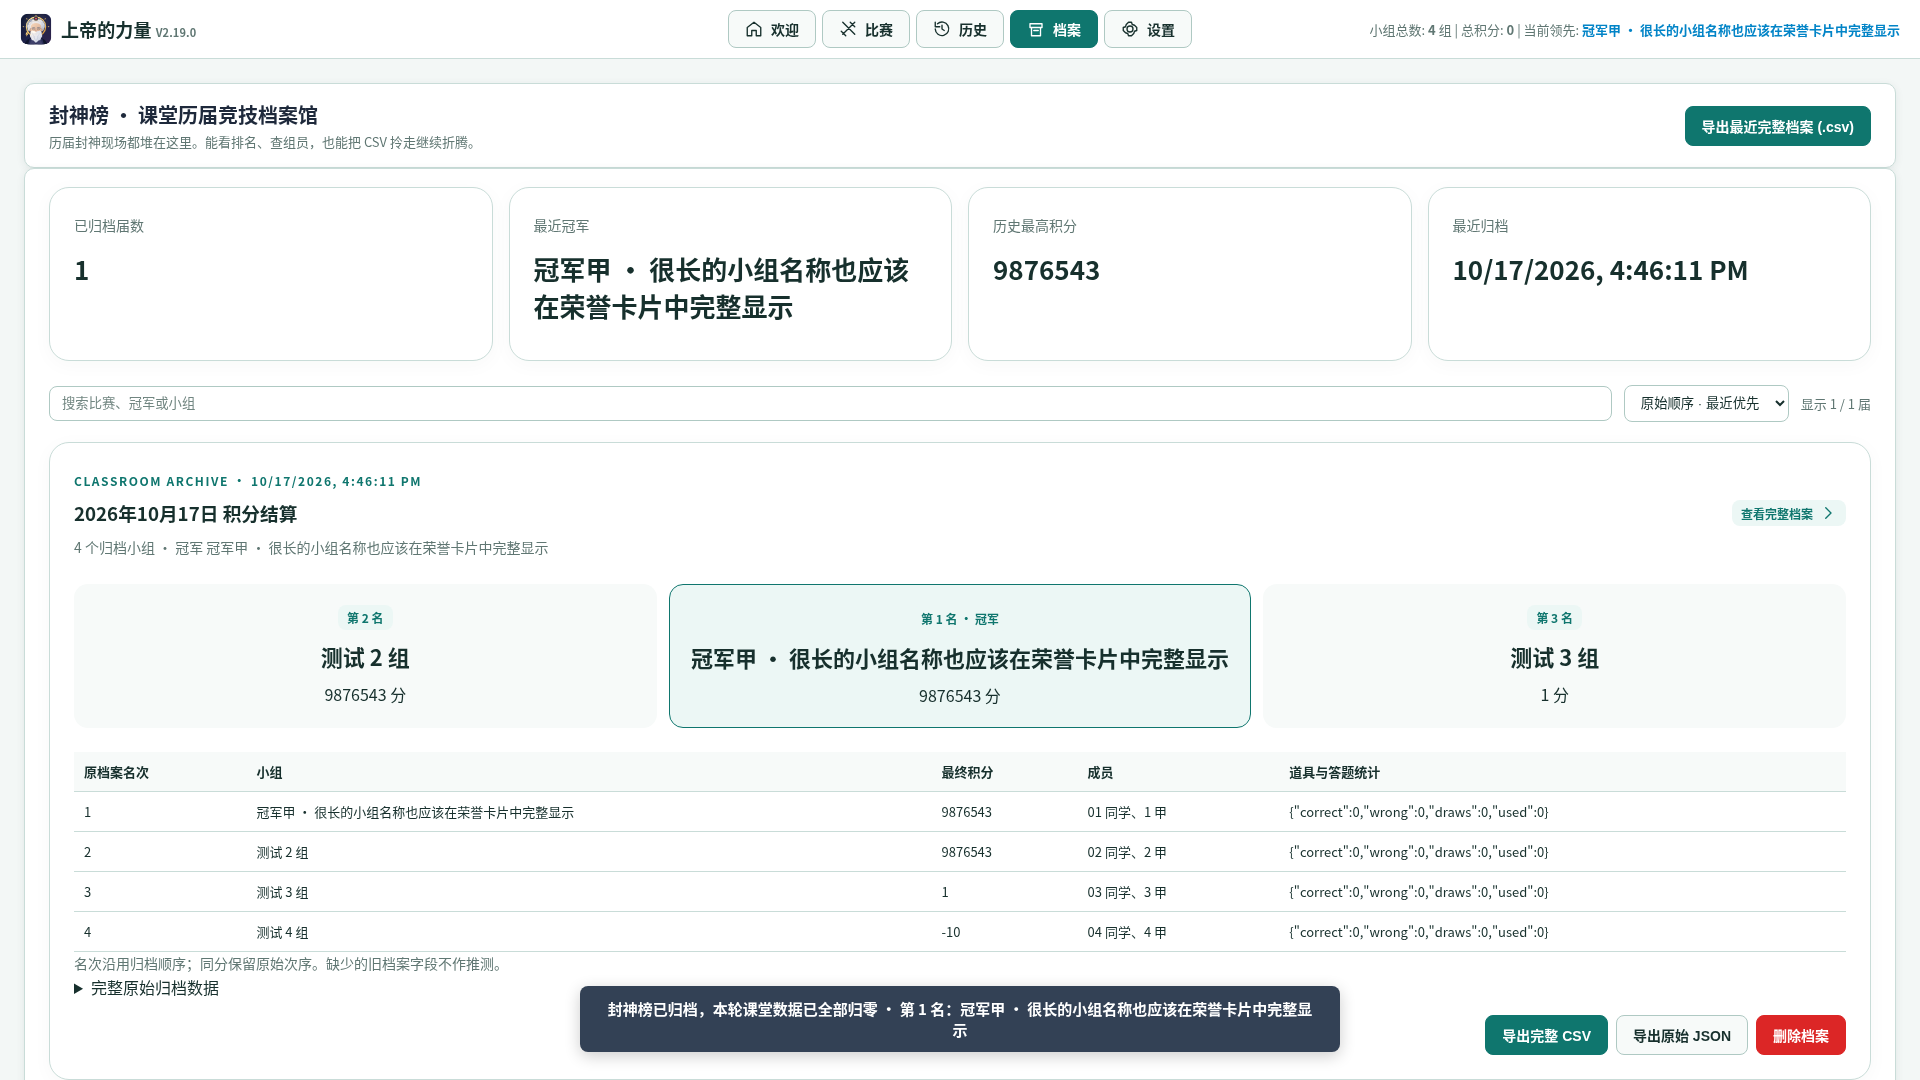 上帝的力量 V2.19.0
欢迎
比赛
历史
档案
设置
小组总数: 4 组 | 总积分: 0 | 当前领先: 冠军甲 · 很长的小组名称也应该在荣誉卡片中完整显示
封神榜 · 课堂历届竞技档案馆
历届封神现场都堆在这里。能看排名、查组员，也能把 CSV 拎走继续折腾。
导出最近完整档案 (.csv)
已归档届数
1
最近冠军
冠军甲 · 很长的小组名称也应该
在荣誉卡片中完整显示
历史最高积分
9876543
最近归档
10/17/2026, 4:46:11 PM
搜索比赛、冠军或小组
原始顺序 · 最近优先
显示 1 / 1 届
CLASSROOM ARCHIVE · 10/17/2026, 4:46:11 PM
2026年10月17日 积分结算
查看完整档案
4 个归档小组 · 冠军 冠军甲 · 很长的小组名称也应该在荣誉卡片中完整显示
第 2 名
测试 2 组
9876543 分
第 1 名 · 冠军
冠军甲 · 很长的小组名称也应该在荣誉卡片中完整显示
9876543 分
第 3 名
测试 3 组
1 分
原档案名次 小组 最终积分 成员 道具与答题统计
1 冠军甲 · 很长的小组名称也应该在荣誉卡片中完整显示 9876543 01 同学、1 甲 {"correct":0,"wrong":0,"draws":0,"used":0}
2 测试 2 组 9876543 02 同学、2 甲 {"correct":0,"wrong":0,"draws":0,"used":0}
3 测试 3 组 1 03 同学、3 甲 {"correct":0,"wrong":0,"draws":0,"used":0}
4 测试 4 组 -10 04 同学、4 甲 {"correct":0,"wrong":0,"draws":0,"used":0}
名次沿用归档顺序；同分保留原始次序。缺少的旧档案字段不作推测。
完整原始归档数据
封神榜已归档，本轮课堂数据已全部归零 · 第 1 名：冠军甲 · 很长的小组名称也应该在荣誉卡片中完整显
示
导出完整 CSV
导出原始 JSON
删除档案